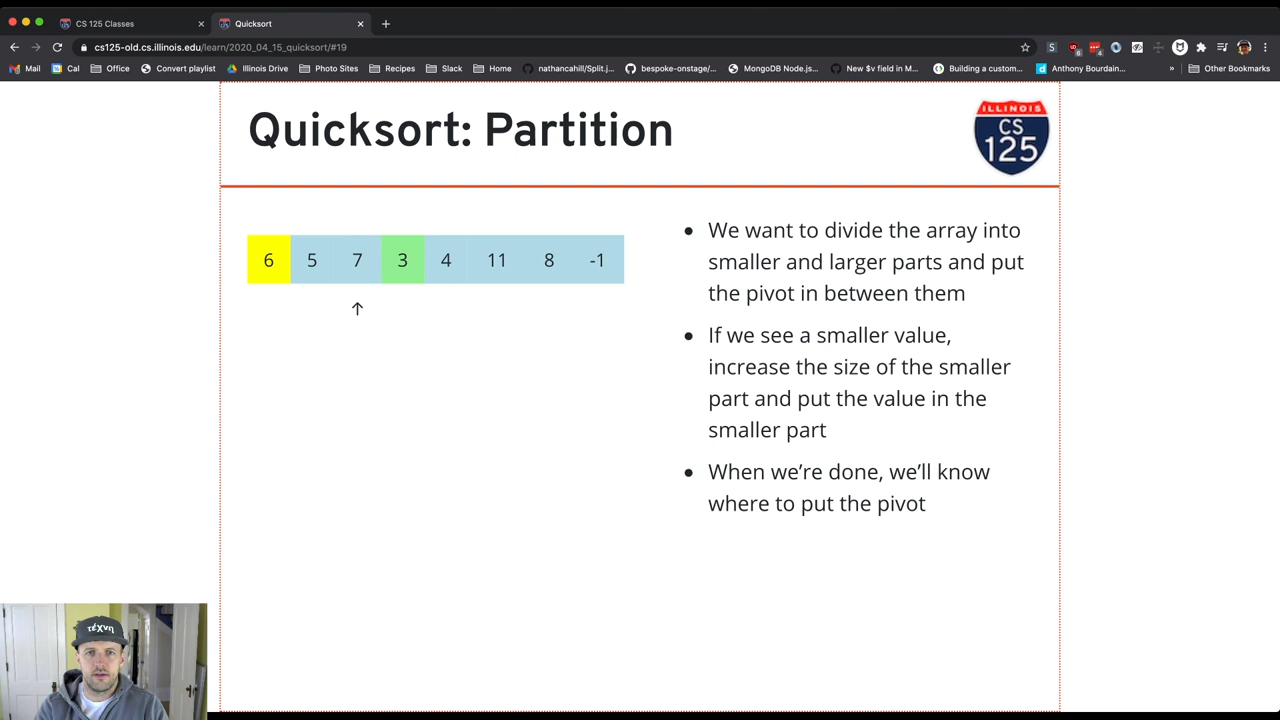 CS 125 Classes
Quicksort
cs125-old.cs.illinois.edu/learn/2020_04_15_quicksort/#19
Mail Cal Office Convert playlist Illinois Drive Photo Sites Recipes Slack Home nathancahill/Split.j... bespoke-onstage/... MongoDB Node.js... New $v field in M... Building a custom... Anthony Bourdain... » Other Bookmarks
Quicksort: Partition
ILLINOIS
CS
125
6 5 7 3 4 11 8 -1
↑
• We want to divide the array into
smaller and larger parts and put
the pivot in between them
• If we see a smaller value,
increase the size of the smaller
part and put the value in the
smaller part
• When we're done, we'll know
where to put the pivot